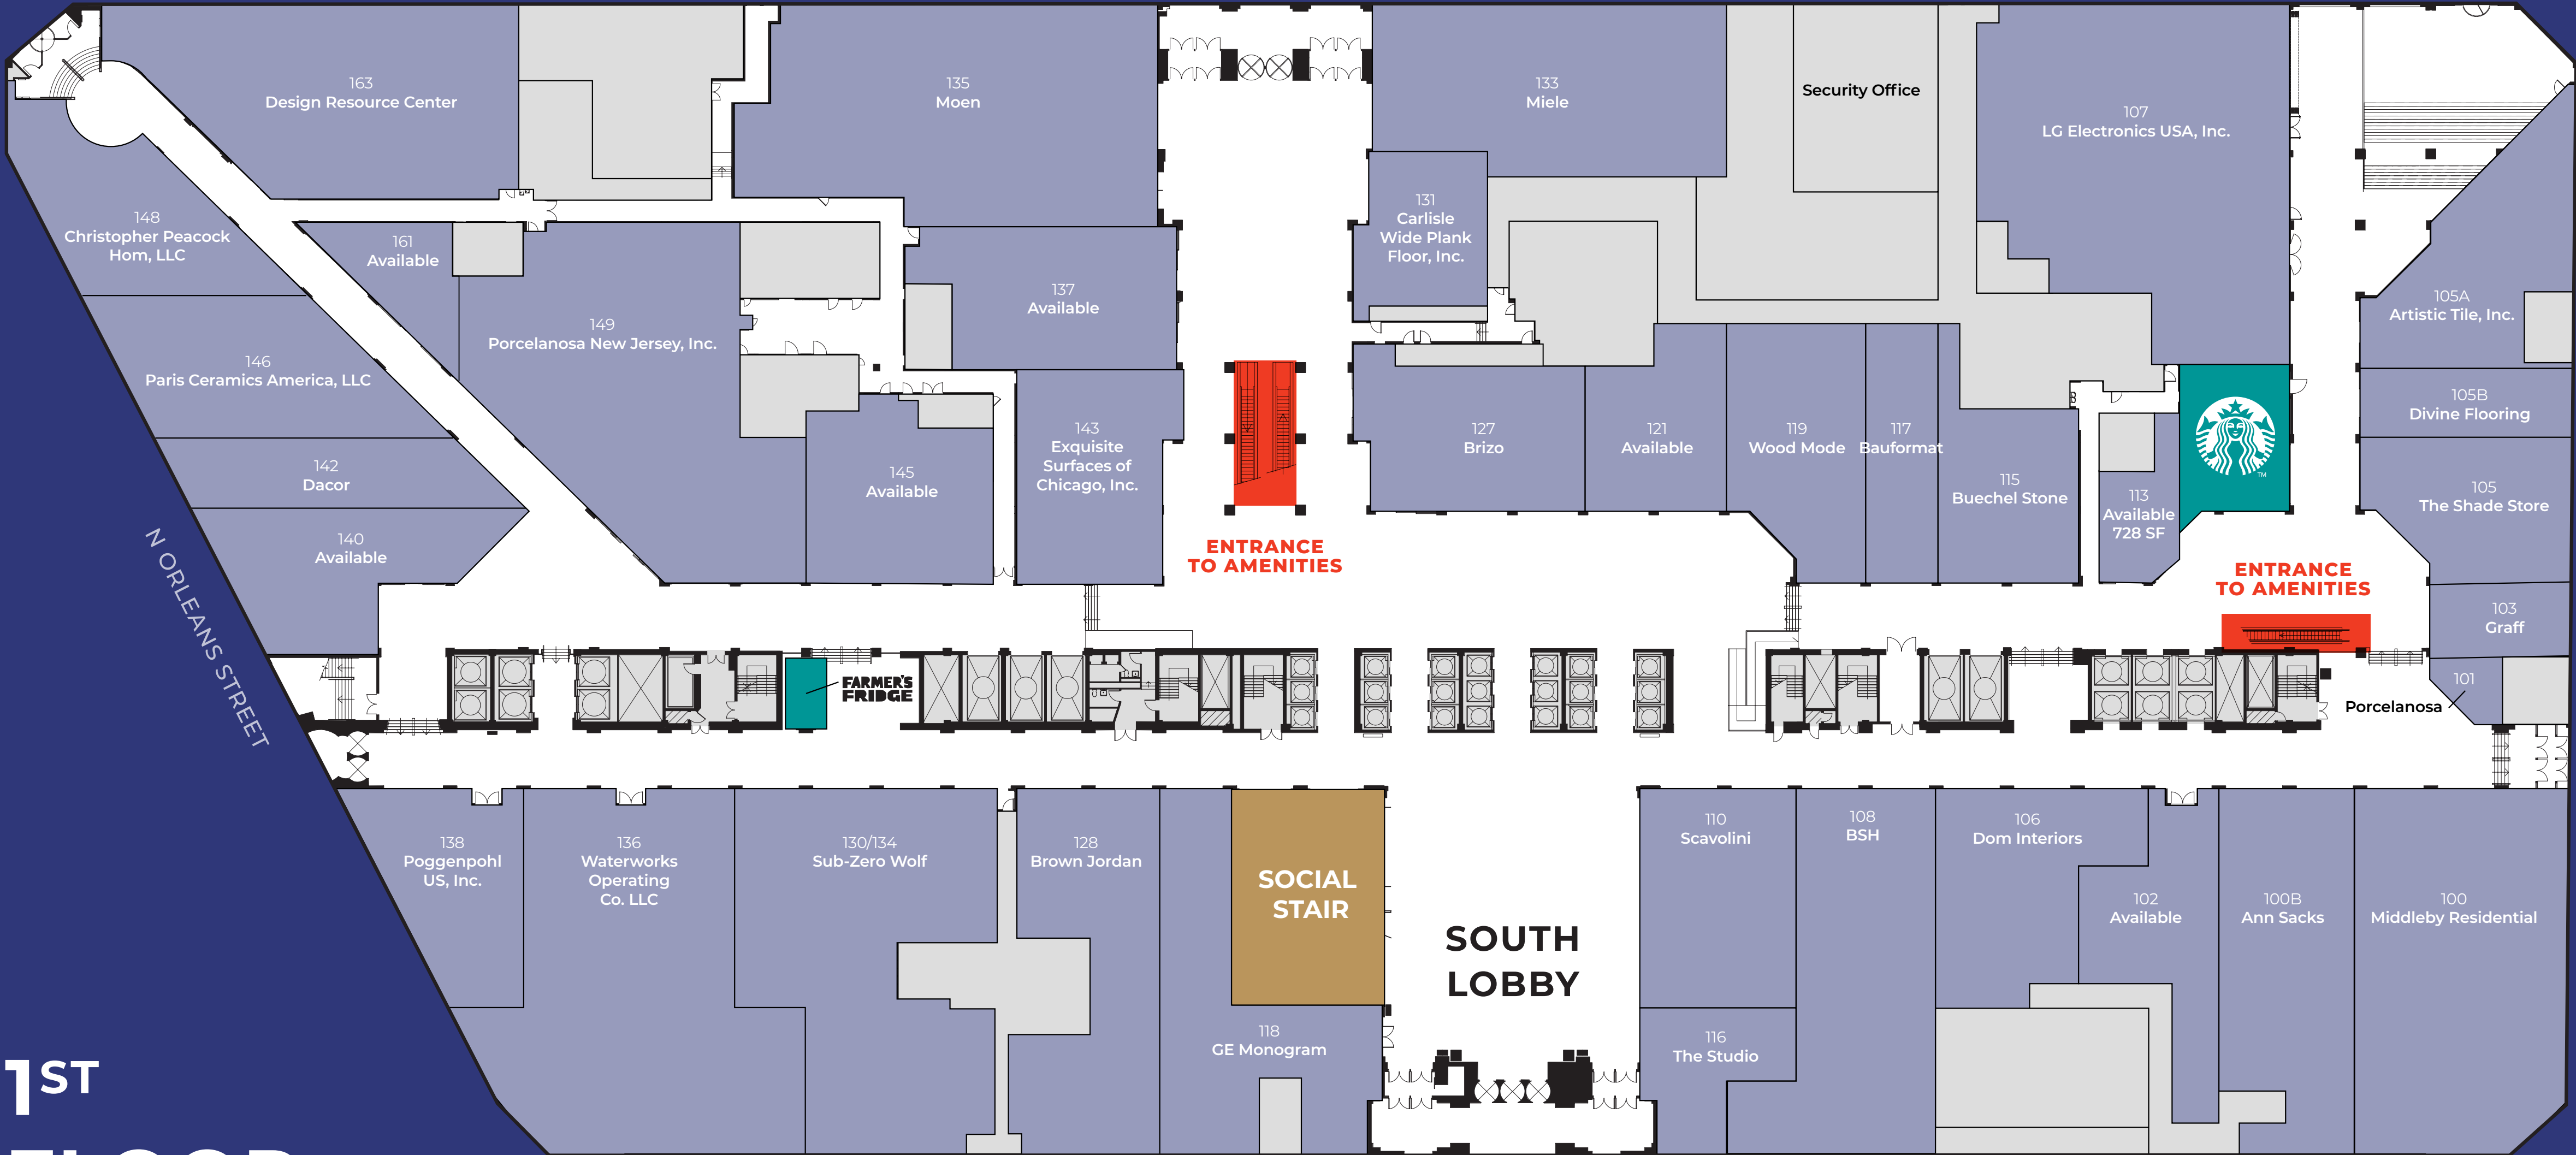 163
Design Resource Center
135
Moen
133
Miele
Security Office
107
LG Electronics USA, Inc.
148
Christopher Peacock
Hom, LLC
161
Available
149
Porcelanosa New Jersey, Inc.
137
Available
131
Carlisle
Wide Plank
Floor, Inc.
105A
Artistic Tile, Inc.
146
Paris Ceramics America, LLC
105B
Divine Flooring
142
Dacor
145
Available
143
Exquisite
Surfaces of
Chicago, Inc.
127
Brizo
121
Available
119
Wood Mode
117
Bauformat
115
Buechel Stone
113
Available
728 SF
TM
105
The Shade Store
140
Available
ENTRANCE
TO AMENITIES
ENTRANCE
TO AMENITIES
103
Graff
N ORLEANS STREET
FARMER'S
FRIDGE
101
Porcelanosa
138
Poggenpohl
US, Inc.
136
Waterworks
Operating
Co. LLC
130/134
Sub-Zero Wolf
128
Brown Jordan
SOCIAL
STAIR
118
GE Monogram
SOUTH
LOBBY
110
Scavolini
116
The Studio
108
BSH
106
Dom Interiors
102
Available
100B
Ann Sacks
100
Middleby Residential
1ST
FLOOR